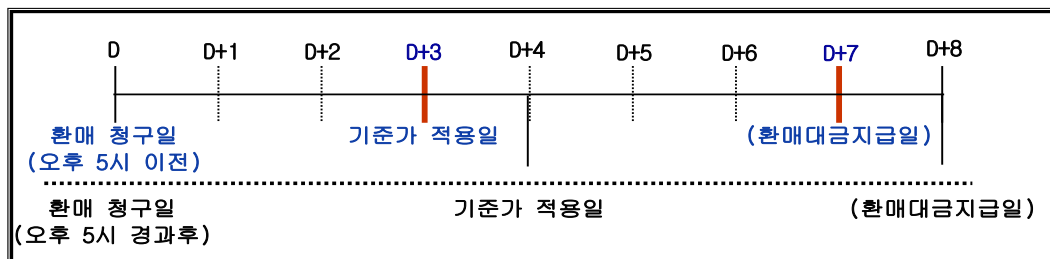 D D+1 D+2 D+3 D+4 D+5 D+6 D+7 D+8
환매 청구일 기준가 적용일 (환매대금지급일)
(오후 5시 이전)
환매 청구일 기준가 적용일 (환매대금지급일)
(오후 5시 경과후)